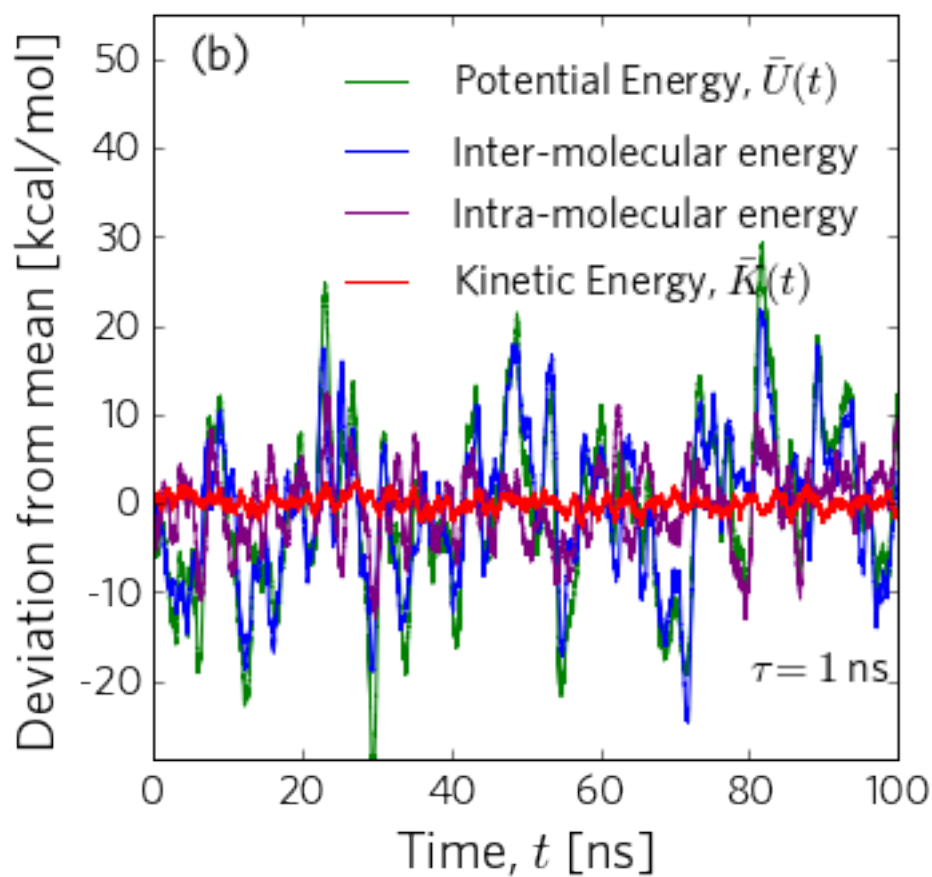 (b)
Potential Energy, Ū(t)
Inter-molecular energy
Intra-molecular energy
Kinetic Energy, K̄(t)
τ = 1 ns
Deviation from mean [kcal/mol]
50
40
30
20
10
0
-10
-20
0 20 40 60 80 100
Time, t [ns]